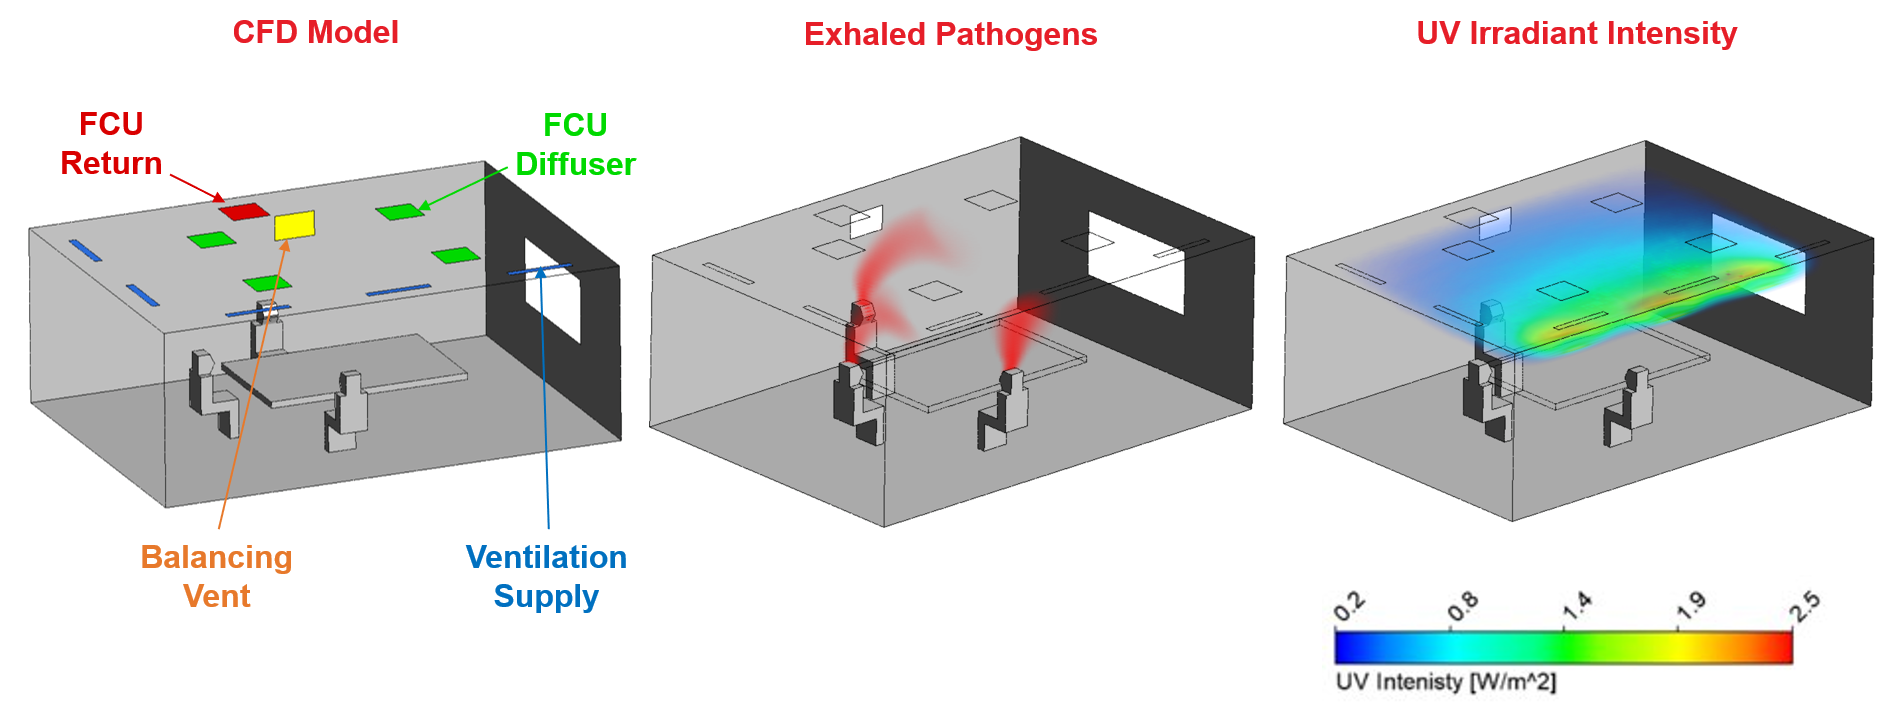 CFD Model
Exhaled Pathogens
UV Irradiant Intensity
FCU
Return
FCU
Diffuser
Balancing
Vent
Ventilation
Supply
0.2
0.8
1.4
1.9
2.5
UV Intenisty [W/m^2]